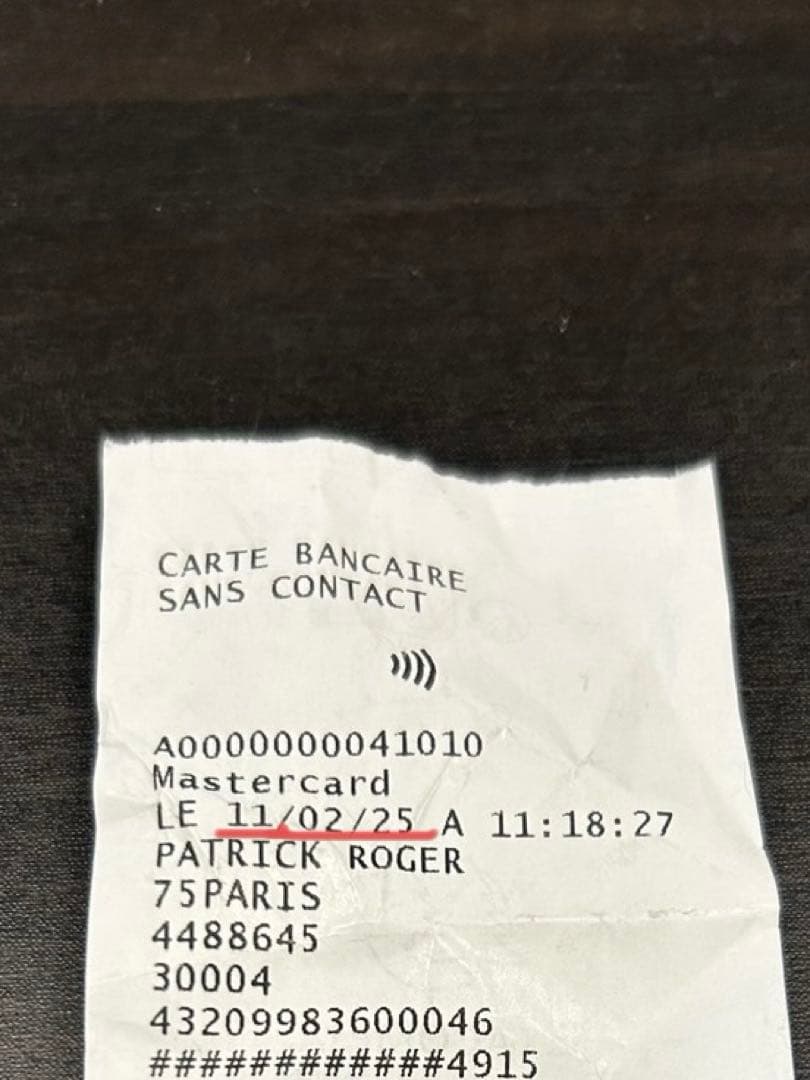 CARTE BANCAIRE
SANS CONTACT
A0000000041010
Mastercard
LE 11/02/25 A 11:18:27
PATRICK ROGER
75PARIS
4488645
30004
43209983600046
############4915